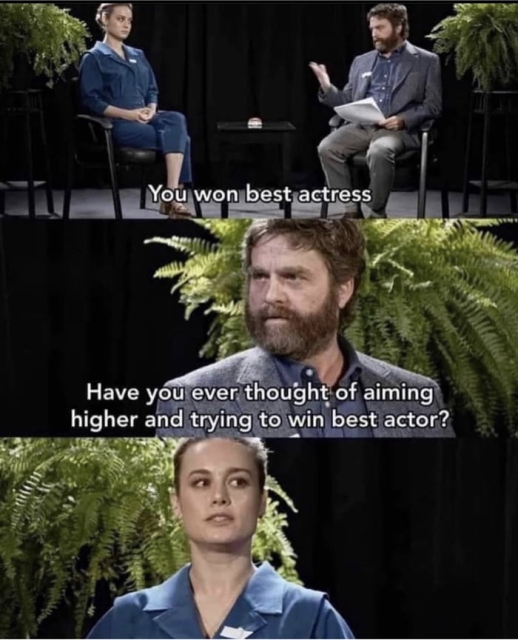 You won best actress
Have you ever thought of aiming
higher and trying to win best actor?